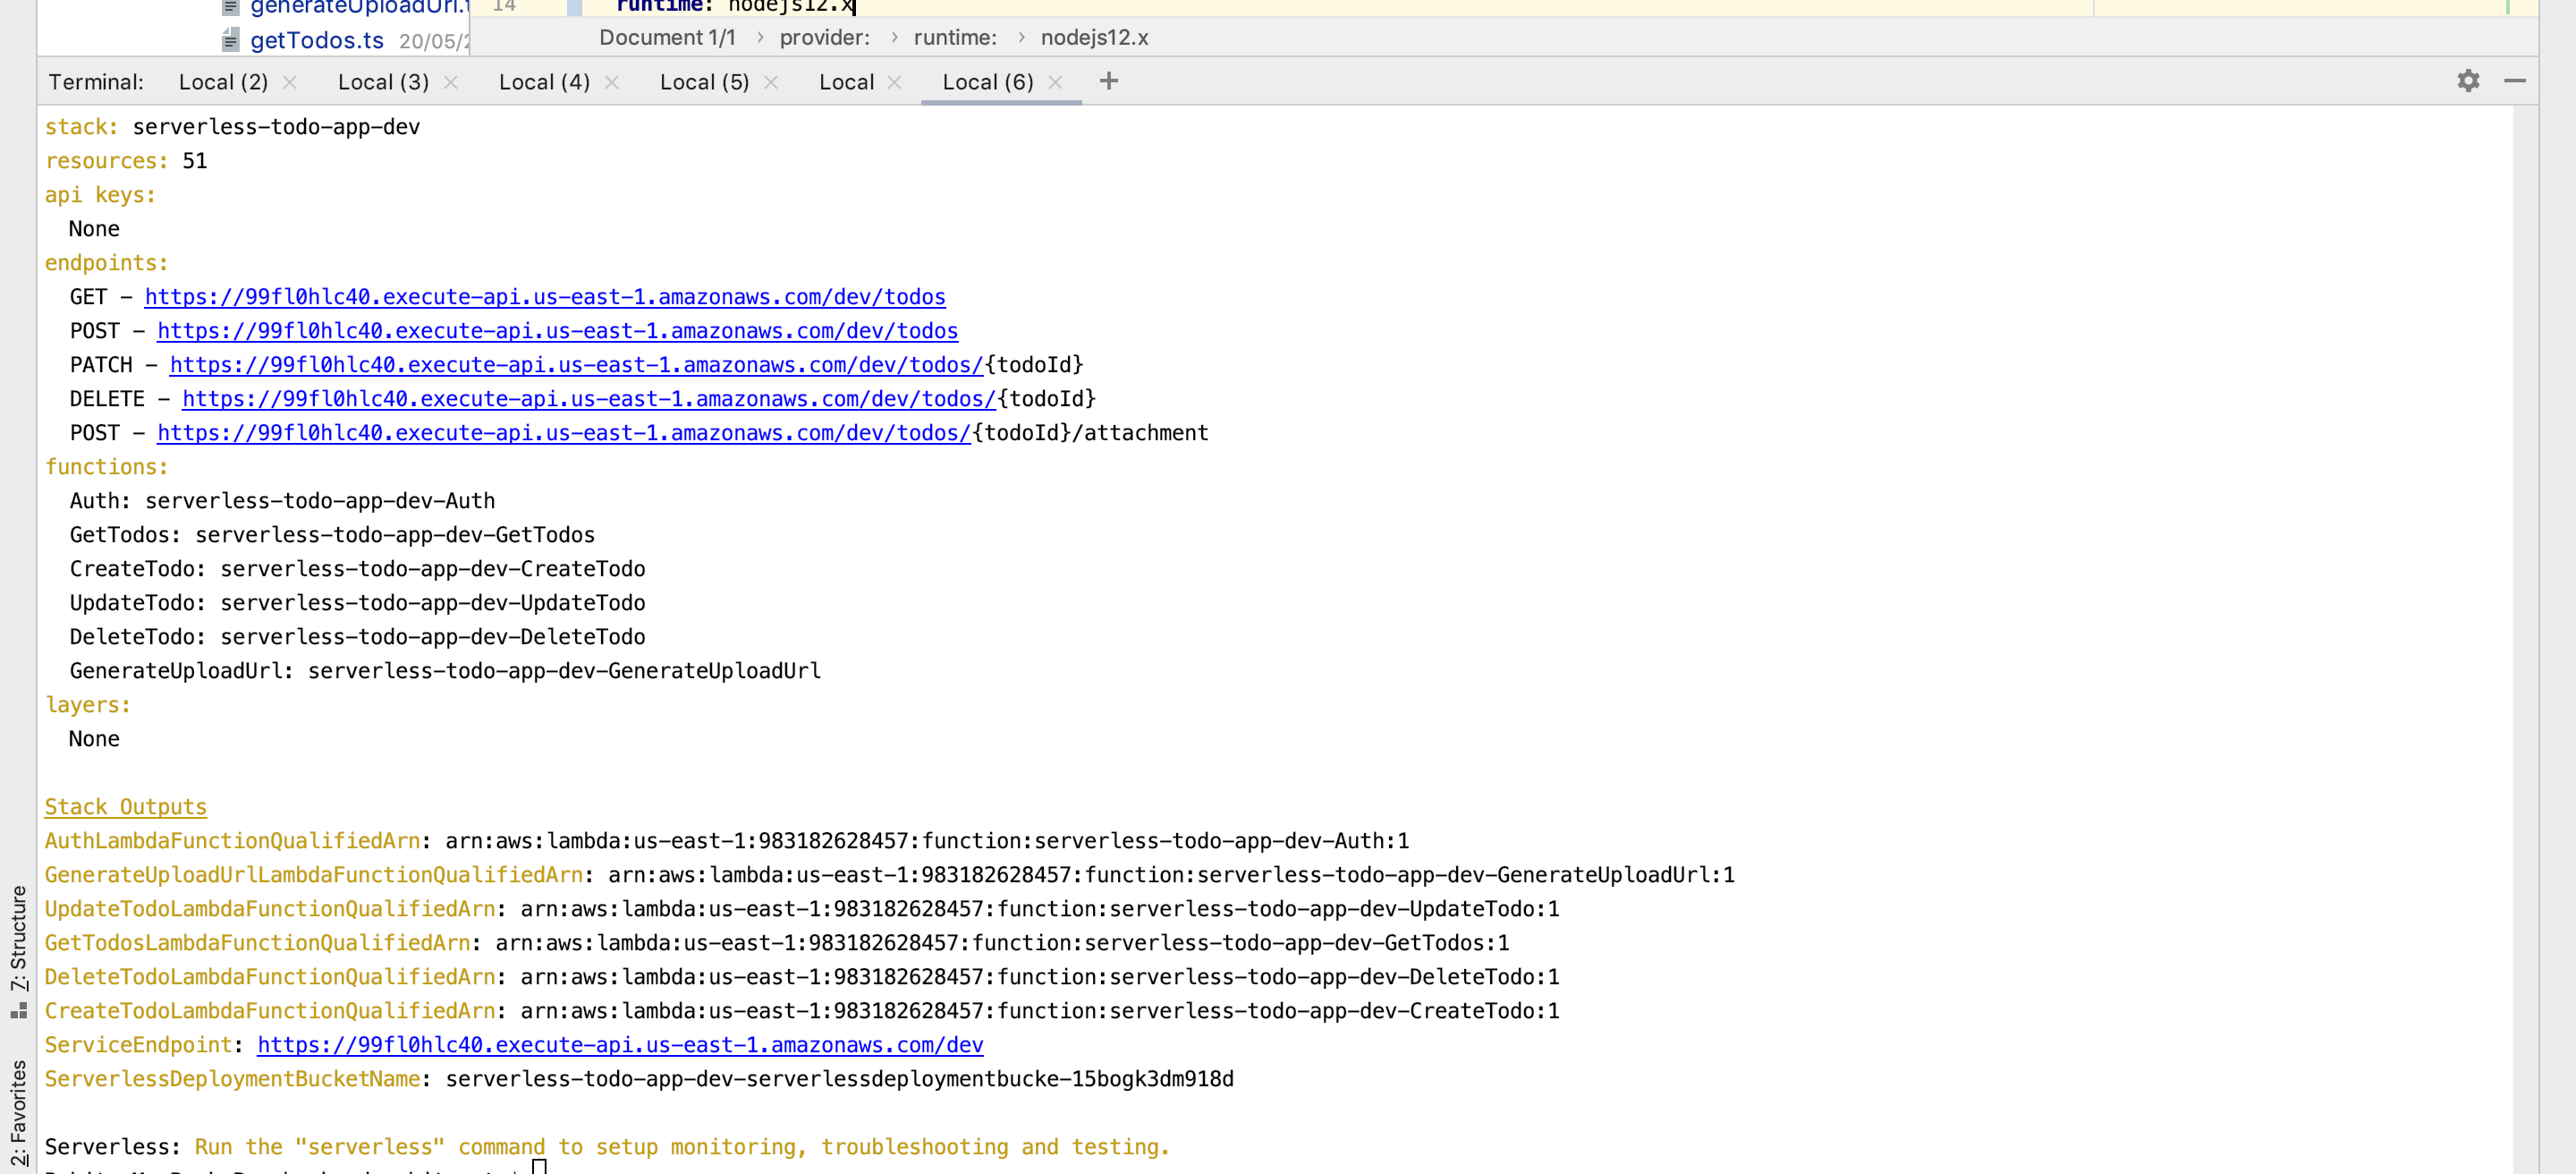 14 runtime: nodejs12.x
getTodos.ts 20/05/2
Document 1/1 › provider: › runtime: › nodejs12.x
Terminal: Local (2) × Local (3) × Local (4) × Local (5) × Local × Local (6) × +
stack: serverless-todo-app-dev
resources: 51
api keys:
None
endpoints:
GET - https://99fl0hlc40.execute-api.us-east-1.amazonaws.com/dev/todos
POST - https://99fl0hlc40.execute-api.us-east-1.amazonaws.com/dev/todos
PATCH - https://99fl0hlc40.execute-api.us-east-1.amazonaws.com/dev/todos/{todoId}
DELETE - https://99fl0hlc40.execute-api.us-east-1.amazonaws.com/dev/todos/{todoId}
POST - https://99fl0hlc40.execute-api.us-east-1.amazonaws.com/dev/todos/{todoId}/attachment
functions:
Auth: serverless-todo-app-dev-Auth
GetTodos: serverless-todo-app-dev-GetTodos
CreateTodo: serverless-todo-app-dev-CreateTodo
UpdateTodo: serverless-todo-app-dev-UpdateTodo
DeleteTodo: serverless-todo-app-dev-DeleteTodo
GenerateUploadUrl: serverless-todo-app-dev-GenerateUploadUrl
layers:
None
Stack Outputs
AuthLambdaFunctionQualifiedArn: arn:aws:lambda:us-east-1:983182628457:function:serverless-todo-app-dev-Auth:1
GenerateUploadUrlLambdaFunctionQualifiedArn: arn:aws:lambda:us-east-1:983182628457:function:serverless-todo-app-dev-GenerateUploadUrl:1
UpdateTodoLambdaFunctionQualifiedArn: arn:aws:lambda:us-east-1:983182628457:function:serverless-todo-app-dev-UpdateTodo:1
GetTodosLambdaFunctionQualifiedArn: arn:aws:lambda:us-east-1:983182628457:function:serverless-todo-app-dev-GetTodos:1
DeleteTodoLambdaFunctionQualifiedArn: arn:aws:lambda:us-east-1:983182628457:function:serverless-todo-app-dev-DeleteTodo:1
CreateTodoLambdaFunctionQualifiedArn: arn:aws:lambda:us-east-1:983182628457:function:serverless-todo-app-dev-CreateTodo:1
ServiceEndpoint: https://99fl0hlc40.execute-api.us-east-1.amazonaws.com/dev
ServerlessDeploymentBucketName: serverless-todo-app-dev-serverlessdeploymentbucke-15bogk3dm918d
Serverless: Run the "serverless" command to setup monitoring, troubleshooting and testing.
7: Structure
2: Favorites